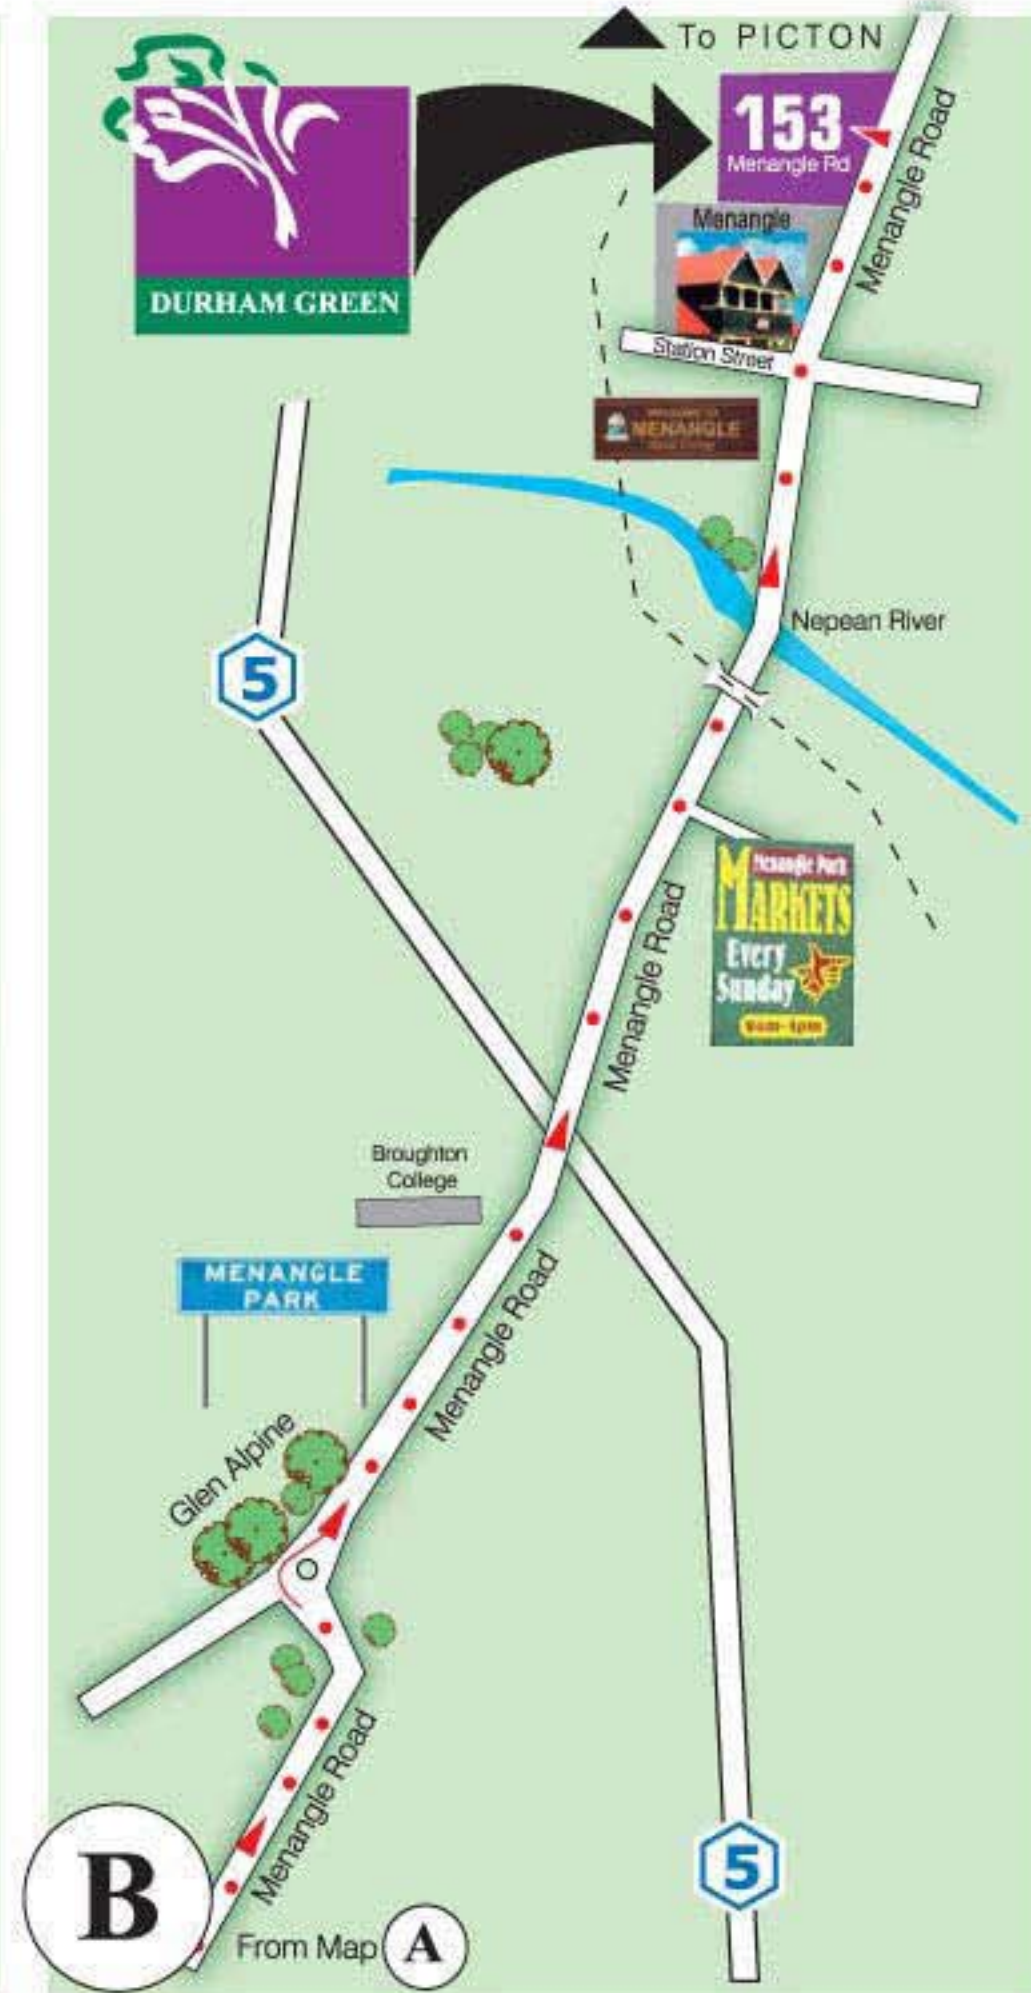 To PICTON
153
Menangle Rd
DURHAM GREEN
Menangle Road
Menangle
Station Street
MENANGLE
Nepean River
5
Menangle Park
MARKETS
Every
Sunday
Menangle Road
Broughton
College
MENANGLE
PARK
Menangle Road
Glen Alpine
Menangle Road
B
5
From Map A